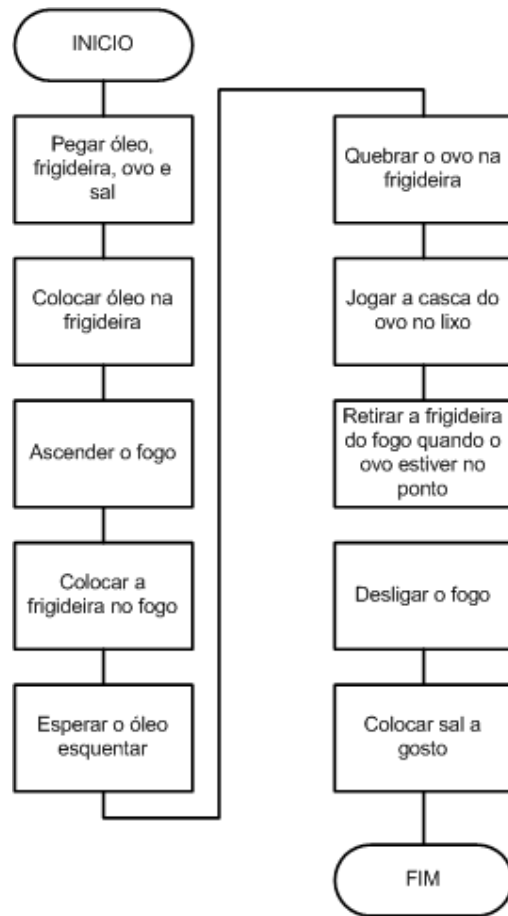 INICIO
Pegar óleo,
frigideira, ovo e
sal
Colocar óleo na
frigideira
Ascender o fogo
Colocar a
frigideira no fogo
Esperar o óleo
esquentar
Quebrar o ovo na
frigideira
Jogar a casca do
ovo no lixo
Retirar a frigideira
do fogo quando o
ovo estiver no
ponto
Desligar o fogo
Colocar sal a
gosto
FIM